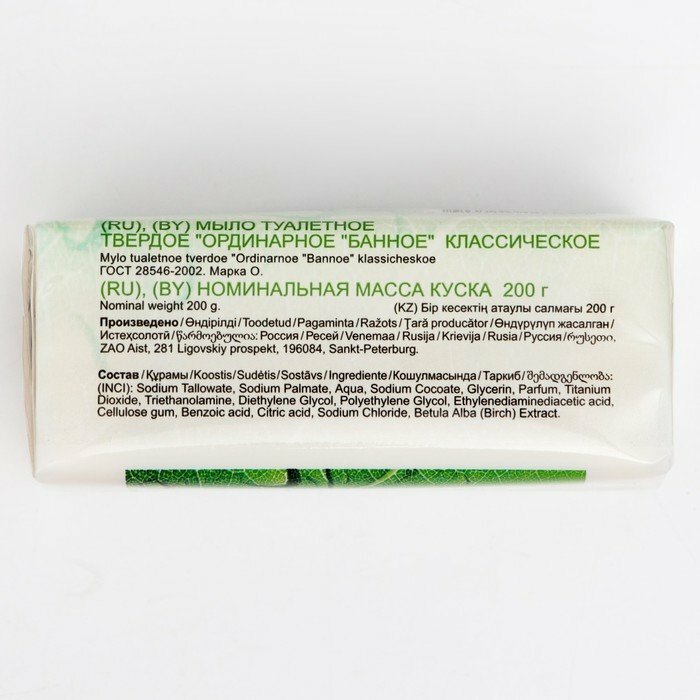 (RU), (BY) МЫЛО ТУАЛЕТНОЕ
ТВЕРДОЕ "ОРДИНАРНОЕ "БАННОЕ" КЛАССИЧЕСКОЕ
Mylo tualetnoe tverdoe "Ordinarnoe "Bannoe" klassicheskoe
ГОСТ 28546-2002. Марка О.
(RU), (BY) НОМИНАЛЬНАЯ МАССА КУСКА 200 г
Nominal weight 200 g. (KZ) Бір кесектің атаулы салмағы 200 г
Произведено/Өндірілді/Toodetud/Pagaminta/Ražots/Ţară producător/Өндүрүлүп жасалган/
Истеҳсолотӣ/წარმოებულია: Россия/Ресей/Venemaa/Rusija/Krievija/Rusia/Руссия/რუსეთი.
ZAO Aist, 281 Ligovskiy prospekt, 196084, Sankt-Peterburg.
Состав/Құрамы/Koostis/Sudėtis/Sostāvs/Ingrediente/Кошулмасында/Таркиб/შემადგენლობა:
(INCI): Sodium Tallowate, Sodium Palmate, Aqua, Sodium Cocoate, Glycerin, Parfum, Titanium
Dioxide, Triethanolamine, Diethylene Glycol, Polyethylene Glycol, Ethylenediaminediacetic acid,
Cellulose gum, Benzoic acid, Citric acid, Sodium Chloride, Betula Alba (Birch) Extract.